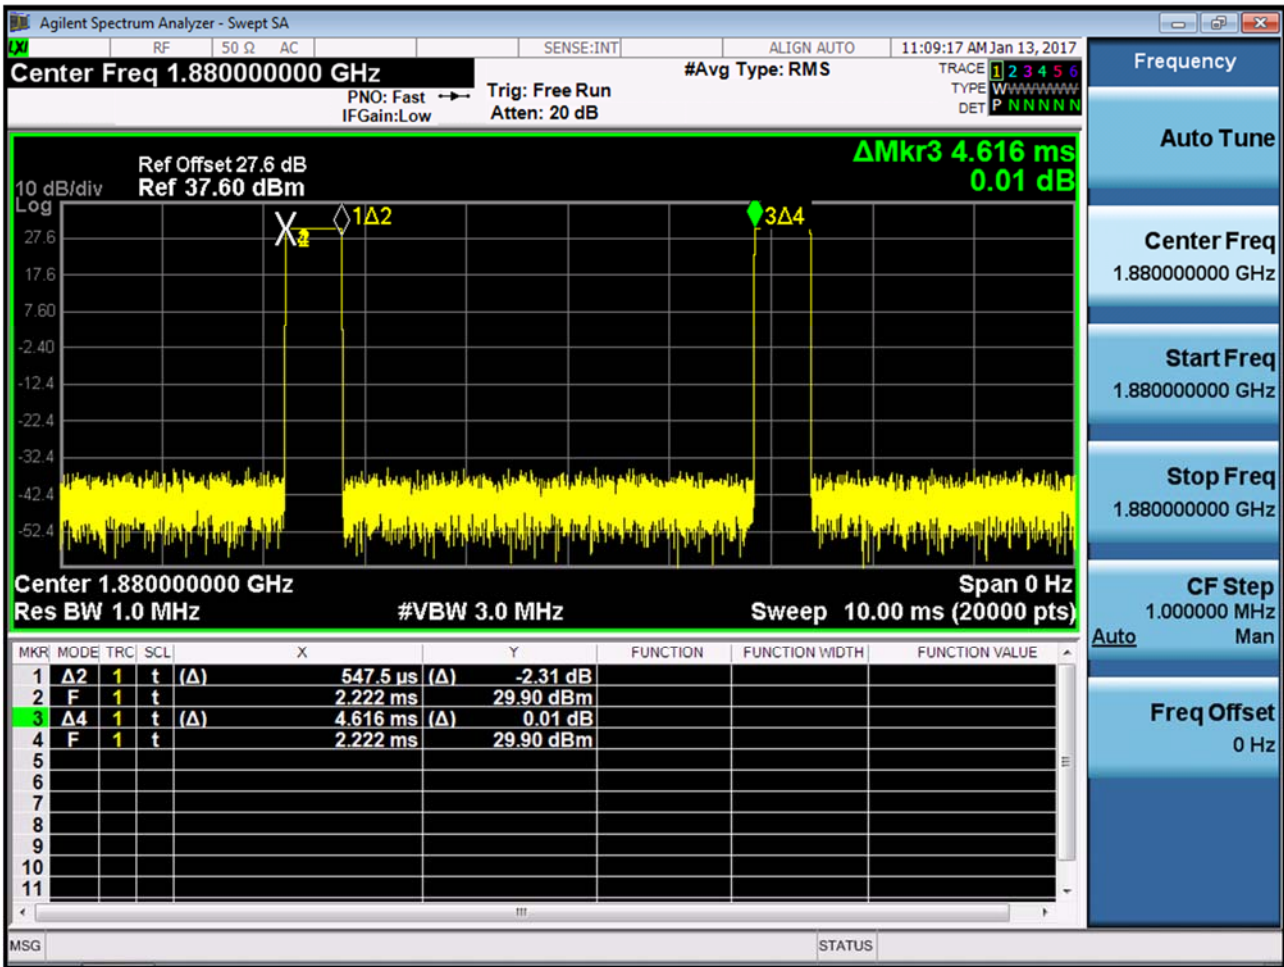 Agilent Spectrum Analyzer - Swept SA
LXI RF 50 Ω AC SENSE:INT ALIGN AUTO 11:09:17 AM Jan 13, 2017
Center Freq 1.880000000 GHz
PNO: Fast
IFGain:Low
Trig: Free Run
Atten: 20 dB
#Avg Type: RMS
TRACE 1 2 3 4 5 6
TYPE WWWWWW
DET P N N N N N
ΔMkr3 4.616 ms
0.01 dB
Ref Offset 27.6 dB
10 dB/div Ref 37.60 dBm
Log
1Δ2
3Δ4
27.6
17.6
7.60
-2.40
-12.4
-22.4
-32.4
-42.4
-52.4
Center 1.880000000 GHz Span 0 Hz
Res BW 1.0 MHz #VBW 3.0 MHz Sweep 10.00 ms (20000 pts)
MKR MODE TRC SCL X Y FUNCTION FUNCTION WIDTH FUNCTION VALUE
1 Δ2 1 t (Δ) 547.5 µs (Δ) -2.31 dB
2 F 1 t 2.222 ms 29.90 dBm
3 Δ4 1 t (Δ) 4.616 ms (Δ) 0.01 dB
4 F 1 t 2.222 ms 29.90 dBm
5
6
7
8
9
10
11
MSG STATUS
Frequency
Auto Tune
Center Freq
1.880000000 GHz
Start Freq
1.880000000 GHz
Stop Freq
1.880000000 GHz
CF Step
1.000000 MHz
Auto Man
Freq Offset
0 Hz